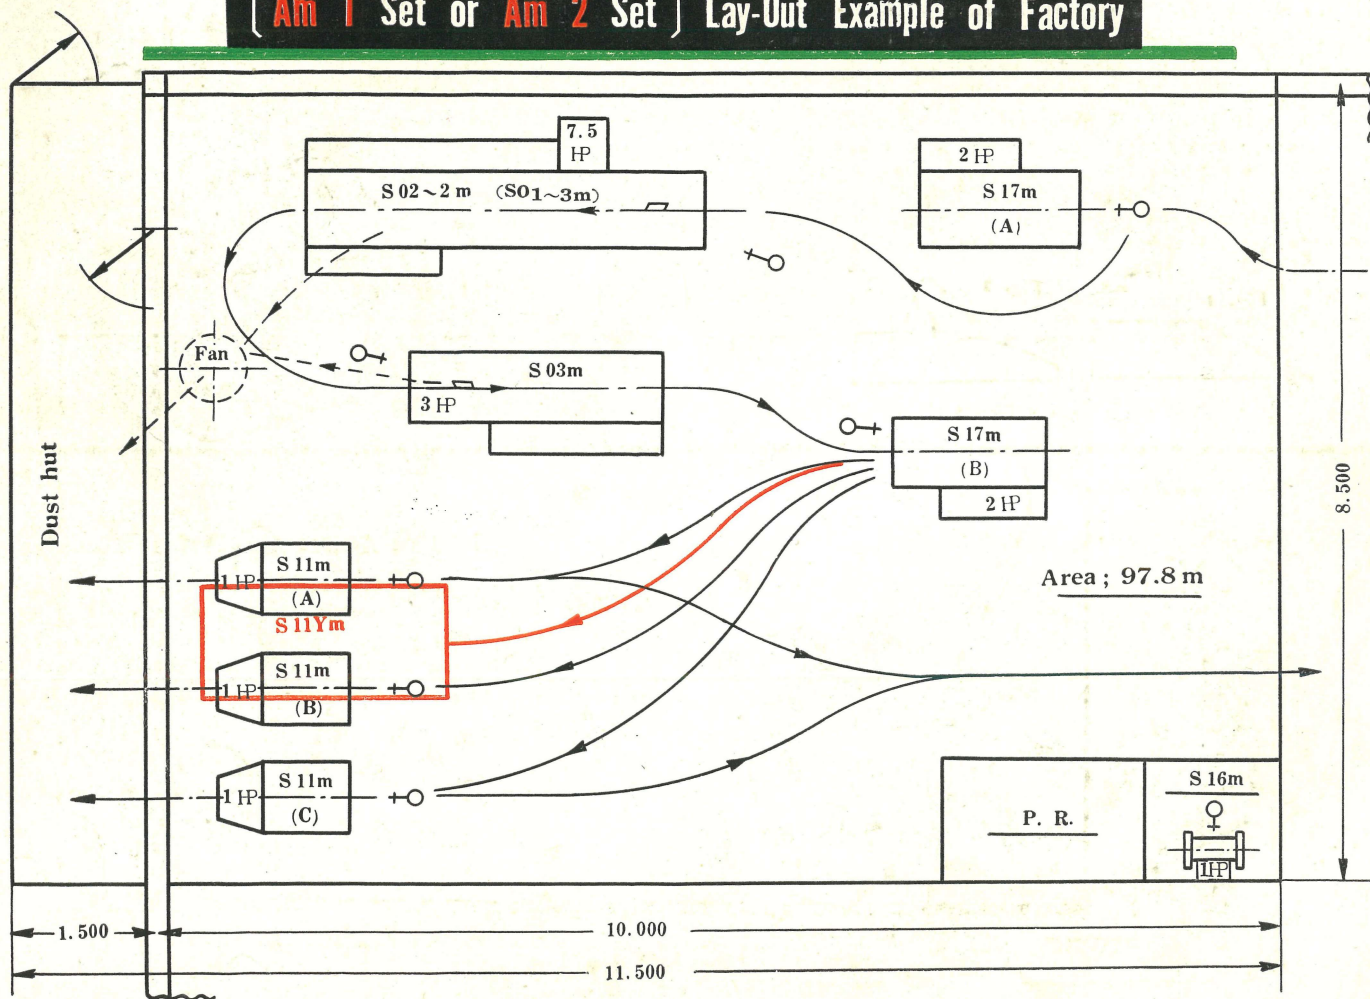 (Am 1 Set or Am 2 Set) Lay-Out Example of Factory
7.5
HP
S 02~2 m (SO1~3m)
2 HP
S 17m
(A)
Fan
S 03m
3 HP
S 17m
(B)
2 HP
Dust hut
S 11m
1 HP
(A)
S 11Ym
S 11m
1 HP
(B)
S 11m
1 HP
(C)
Area ; 97.8 m
8.500
P. R.
S 16m
1HP
1.500
10.000
11.500